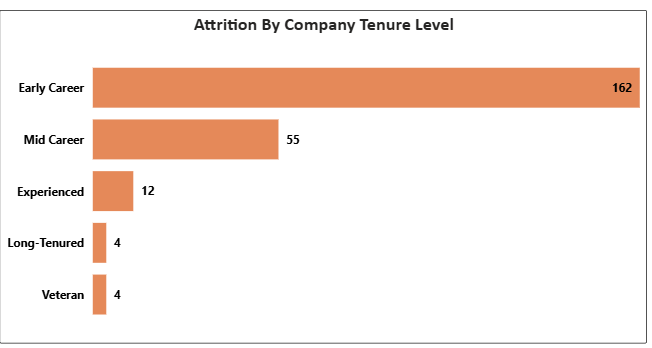 Attrition By Company Tenure Level
Early Career 162
Mid Career 55
Experienced 12
Long-Tenured 4
Veteran 4